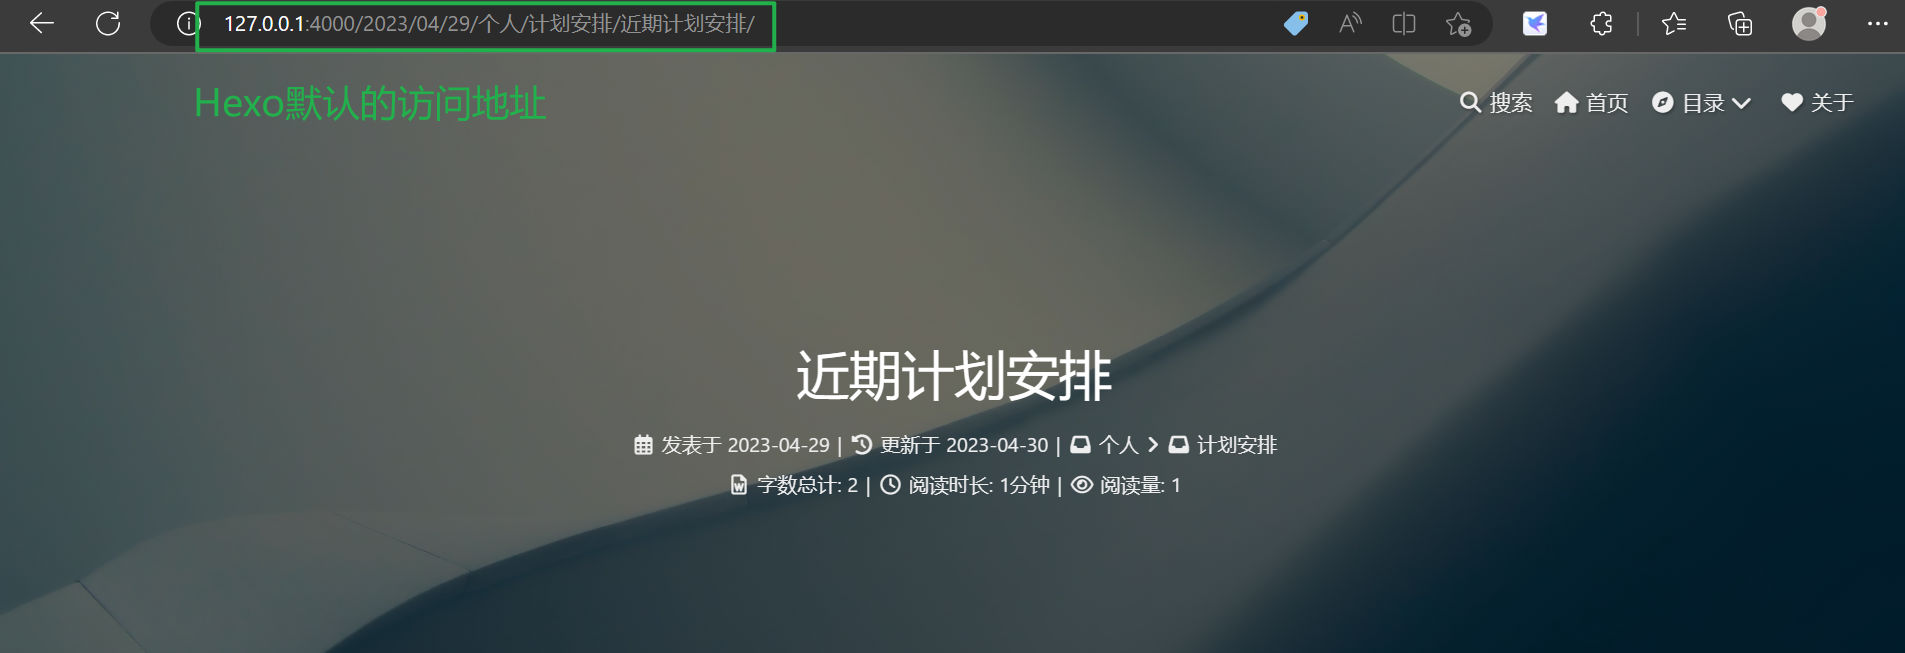 127.0.0.1:4000/2023/04/29/个人/计划安排/近期计划安排/
Hexo默认的访问地址
搜索 首页 目录 关于
近期计划安排
发表于 2023-04-29 | 更新于 2023-04-30 | 个人 > 计划安排
字数总计: 2 | 阅读时长: 1分钟 | 阅读量: 1